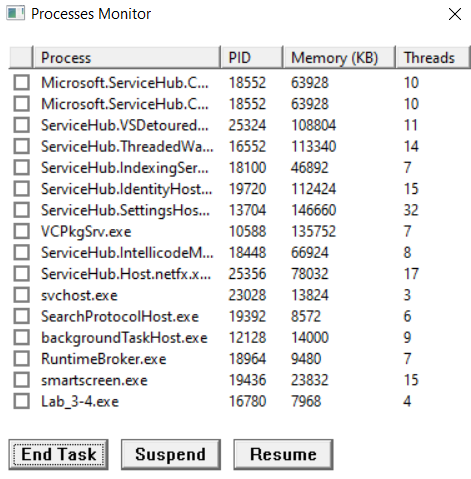 Processes Monitor
Process PID Memory (KB) Threads
Microsoft.ServiceHub.C... 18552 63928 10
Microsoft.ServiceHub.C... 18552 63928 10
ServiceHub.VSDetoured... 25324 108804 11
ServiceHub.ThreadedWa... 16552 113340 14
ServiceHub.IndexingSer... 18100 46892 7
ServiceHub.IdentityHost... 19720 112424 15
ServiceHub.SettingsHos... 13704 146660 32
VCPkgSrv.exe 10588 135752 7
ServiceHub.IntellicodeM... 18448 66924 8
ServiceHub.Host.netfx.x... 25356 78032 17
svchost.exe 23028 13824 3
SearchProtocolHost.exe 19392 8572 6
backgroundTaskHost.exe 12128 14000 9
RuntimeBroker.exe 18964 9480 7
smartscreen.exe 19436 23832 15
Lab_3-4.exe 16780 7968 4
End Task Suspend Resume